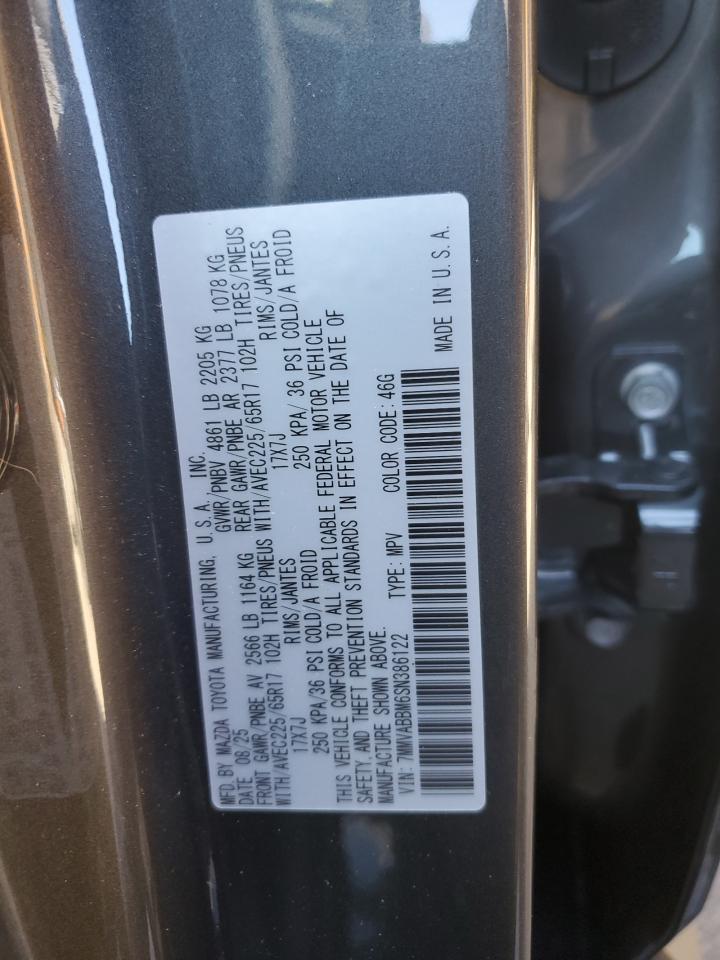 MFD.BY MAZDA TOYOTA MANUFACTURING, U.S.A, INC.
DATE 08/25 GVWR/PNBV 4861 LB 2205 KG
FRONT GAWR/PNBE AV 2566 LB 1164 KG REAR GAWR/PNBE AR 2377 LB 1078 KG
WITH/AVEC225/65R17 102H TIRES/PNEUS WITH/AVEC225/65R17 102H TIRES/PNEUS
17X7J RIMS/JANTES 17X7J RIMS/JANTES
250 KPA/36 PSI COLD/A FROID 250 KPA/ 36 PSI COLD/A FROID
THIS VEHICLE CONFORMS TO ALL APPLICABLE FEDERAL MOTOR VEHICLE
SAFETY, AND THEFT PREVENTION STANDARDS IN EFFECT ON THE DATE OF
MANUFACTURE SHOWN ABOVE.
VIN: 7MMVABBM6SN386122 TYPE: MPV COLOR CODE: 46G
MADE IN U.S.A.